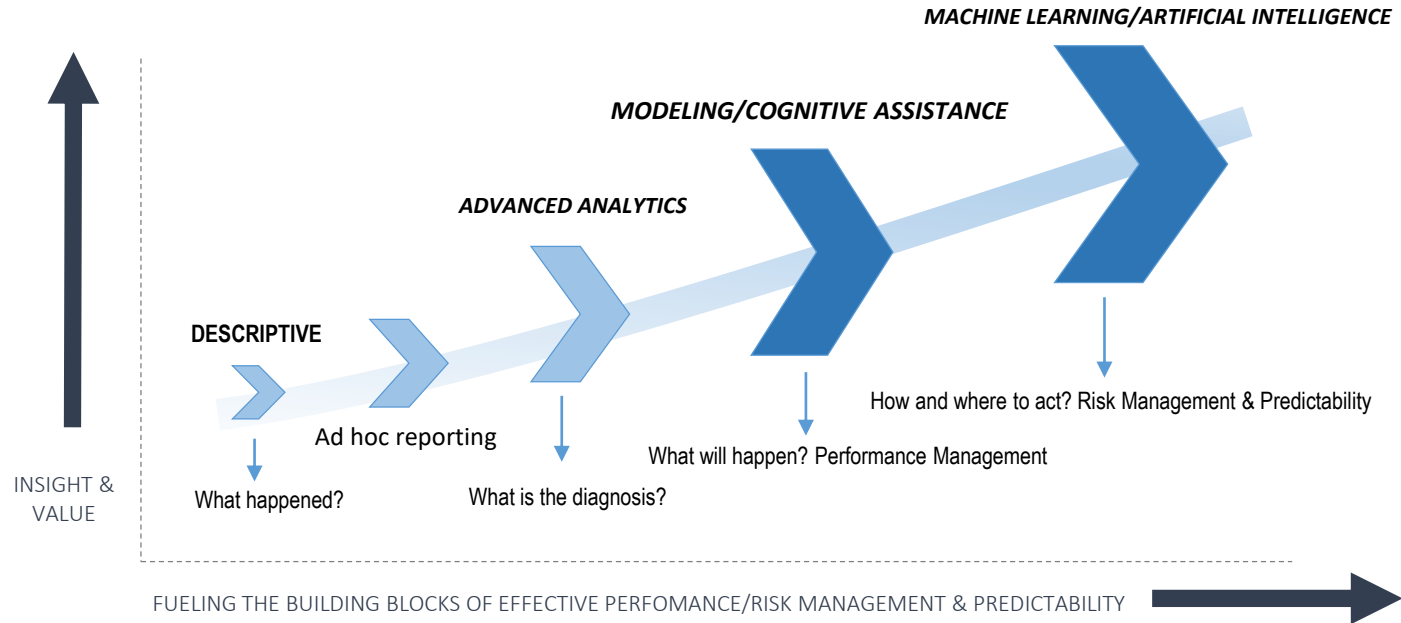 MACHINE LEARNING/ARTIFICIAL INTELLIGENCE
MODELING/COGNITIVE ASSISTANCE
ADVANCED ANALYTICS
DESCRIPTIVE
How and where to act? Risk Management & Predictability
Ad hoc reporting
What will happen? Performance Management
What happened?
What is the diagnosis?
INSIGHT &
VALUE
FUELING THE BUILDING BLOCKS OF EFFECTIVE PERFOMANCE/RISK MANAGEMENT & PREDICTABILITY